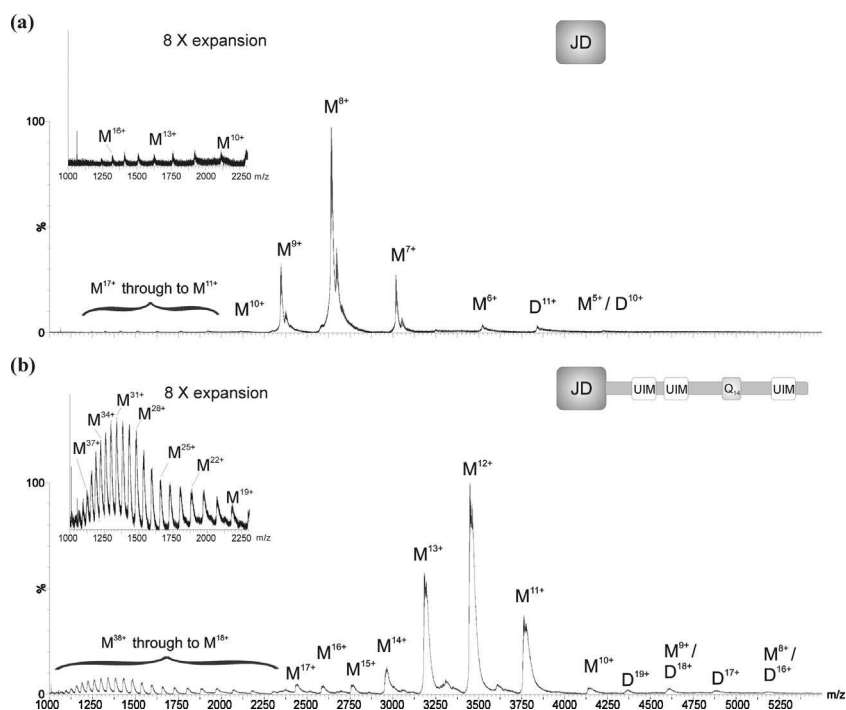 (a)
8 X expansion
JD
M16+ M13+ M10+
1000 1250 1500 1750 2000 2250 m/z
100
%
0
M17+ through to M11+
M10+
M9+
M8+
M7+
M6+
D11+
M5+ / D10+
(b)
8 X expansion
JD UIM UIM Q14 UIM
M37+
M34+
M31+
M28+
M25+
M22+
M19+
1000 1250 1500 1750 2000 2250 m/z
100
%
0
M38+ through to M18+
M17+
M16+
M15+
M14+
M13+
M12+
M11+
M10+
D19+
M9+ /
D18+
D17+
M8+ /
D16+
1000 1250 1500 1750 2000 2250 2500 2750 3000 3250 3500 3750 4000 4250 4500 4750 5000 5250 m/z